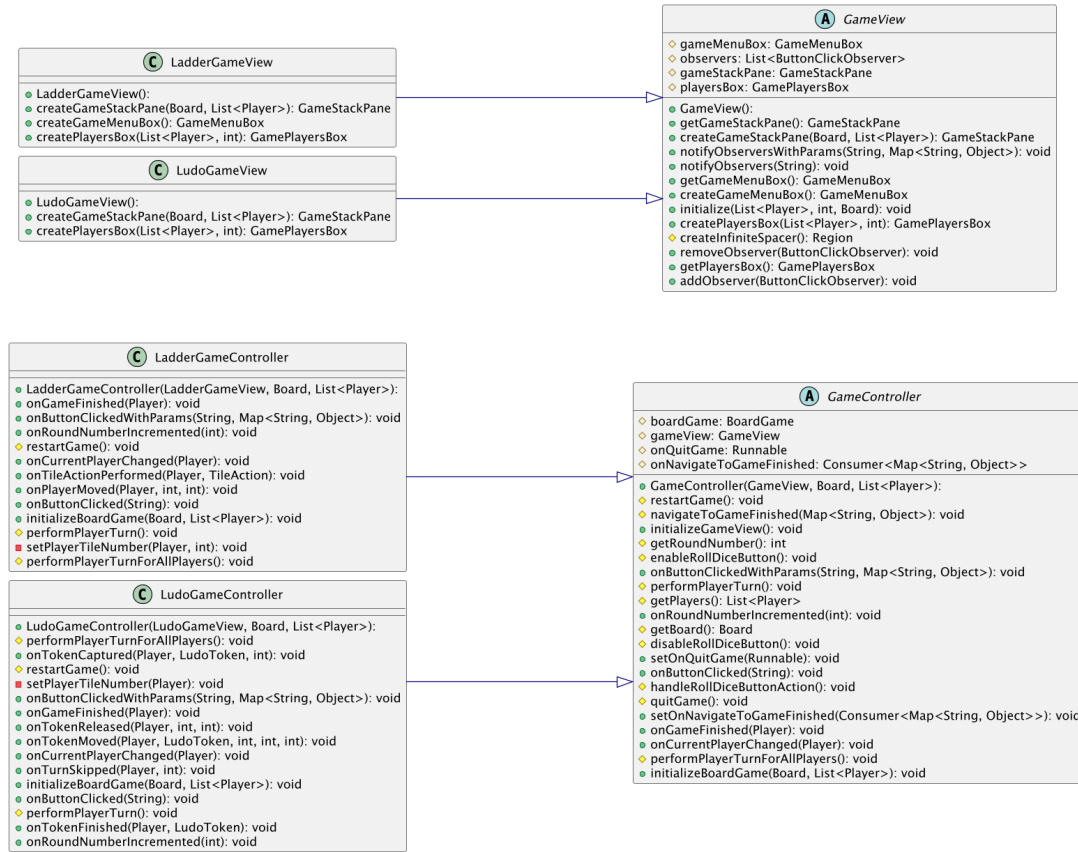 C LadderGameView
LadderGameView():
createGameStackPane(Board, List<Player>): GameStackPane
createGameMenuBox(): GameMenuBox
createPlayersBox(List<Player>, int): GamePlayersBox
C LudoGameView
LudoGameView():
createGameStackPane(Board, List<Player>): GameStackPane
createPlayersBox(List<Player>, int): GamePlayersBox
A GameView
gameMenuBox: GameMenuBox
observers: List<ButtonClickObserver>
gameStackPane: GameStackPane
playersBox: GamePlayersBox
GameView():
getGameStackPane(): GameStackPane
createGameStackPane(Board, List<Player>): GameStackPane
notifyObserversWithParams(String, Map<String, Object>): void
notifyObservers(String): void
getGameMenuBox(): GameMenuBox
createGameMenuBox(): GameMenuBox
initialize(List<Player>, int, Board): void
createPlayersBox(List<Player>, int): GamePlayersBox
createInfiniteSpacer(): Region
removeObserver(ButtonClickObserver): void
getPlayersBox(): GamePlayersBox
addObserver(ButtonClickObserver): void
C LadderGameController
LadderGameController(LadderGameView, Board, List<Player>):
onGameFinished(Player): void
onButtonClickedWithParams(String, Map<String, Object>): void
onRoundNumberIncremented(int): void
restartGame(): void
onCurrentPlayerChanged(Player): void
onTileActionPerformed(Player, TileAction): void
onPlayerMoved(Player, int, int): void
onButtonClicked(String): void
initializeBoardGame(Board, List<Player>): void
performPlayerTurn(): void
setPlayerTileNumber(Player, int): void
performPlayerTurnForAllPlayers(): void
C LudoGameController
LudoGameController(LudoGameView, Board, List<Player>):
performPlayerTurnForAllPlayers(): void
onTokenCaptured(Player, LudoToken, int): void
restartGame(): void
setPlayerTileNumber(Player): void
onButtonClickedWithParams(String, Map<String, Object>): void
onGameFinished(Player): void
onTokenReleased(Player, int, int): void
onTokenMoved(Player, LudoToken, int, int, int): void
onCurrentPlayerChanged(Player): void
onTurnSkipped(Player, int): void
initializeBoardGame(Board, List<Player>): void
onButtonClicked(String): void
performPlayerTurn(): void
onTokenFinished(Player, LudoToken): void
onRoundNumberIncremented(int): void
A GameController
boardGame: BoardGame
gameView: GameView
onQuitGame: Runnable
onNavigateToGameFinished: Consumer<Map<String, Object>>
GameController(GameView, Board, List<Player>):
restartGame(): void
navigateToGameFinished(Map<String, Object>): void
initializeGameView(): void
getRoundNumber(): int
enableRollDiceButton(): void
onButtonClickedWithParams(String, Map<String, Object>): void
performPlayerTurn(): void
getPlayers(): List<Player>
onRoundNumberIncremented(int): void
getBoard(): Board
disableRollDiceButton(): void
setOnQuitGame(Runnable): void
onButtonClicked(String): void
handleRollDiceButtonAction(): void
quitGame(): void
setOnNavigateToGameFinished(Consumer<Map<String, Object>>): void
onGameFinished(Player): void
onCurrentPlayerChanged(Player): void
performPlayerTurnForAllPlayers(): void
initializeBoardGame(Board, List<Player>): void